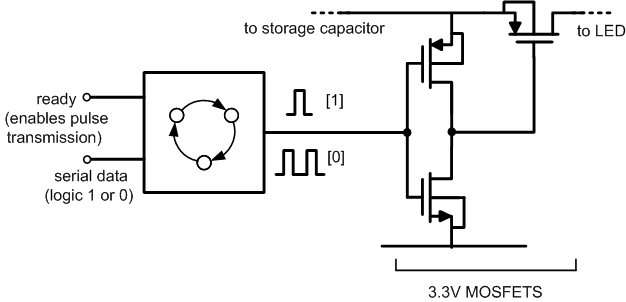 to storage capacitor
to LED
ready
(enables pulse
transmission)
[1]
[0]
serial data
(logic 1 or 0)
3.3V MOSFETS